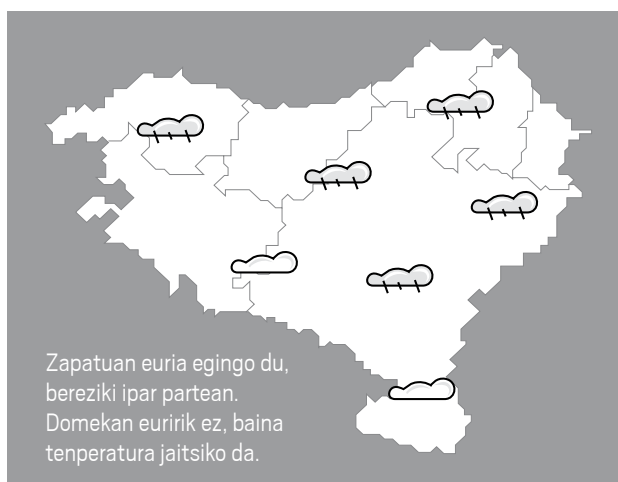 Zapatuan euria egingo du,
bereziki ipar partean.
Domekan euririk ez, baina
tenperatura jaitsiko da.